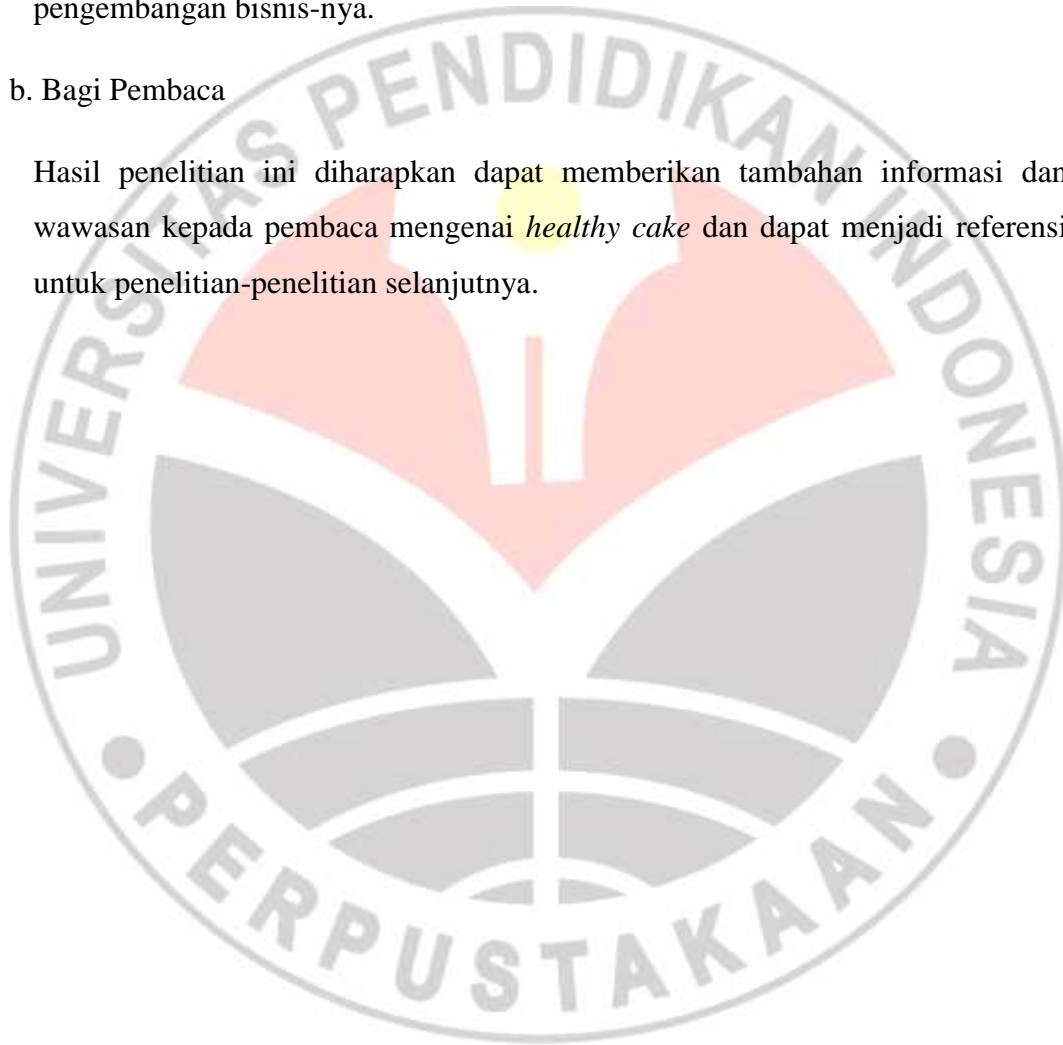 pengembangan bisnis-nya.
b. Bagi Pembaca
Hasil penelitian ini diharapkan dapat memberikan tambahan informasi dan
wawasan kepada pembaca mengenai healthy cake dan dapat menjadi referensi
untuk penelitian-penelitian selanjutnya.
UNIVERSITAS PENDIDIKAN INDONESIA
PERPUSTAKAAN